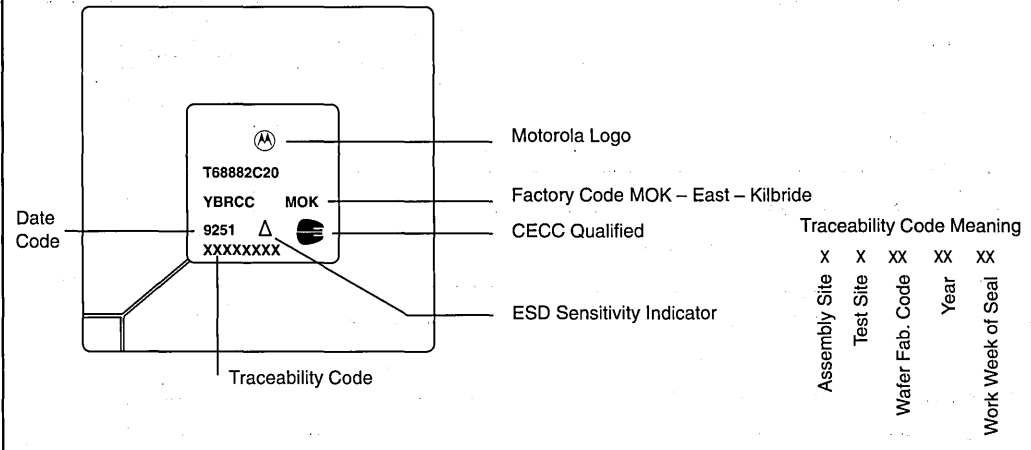 T68882C20
YBRCC MOK
9251 Δ
XXXXXXXX
Date
Code
Traceability Code
Motorola Logo
Factory Code MOK – East – Kilbride
CECC Qualified
ESD Sensitivity Indicator
Traceability Code Meaning
X X XX XX XX
Assembly Site
Test Site
Wafer Fab. Code
Year
Work Week of Seal